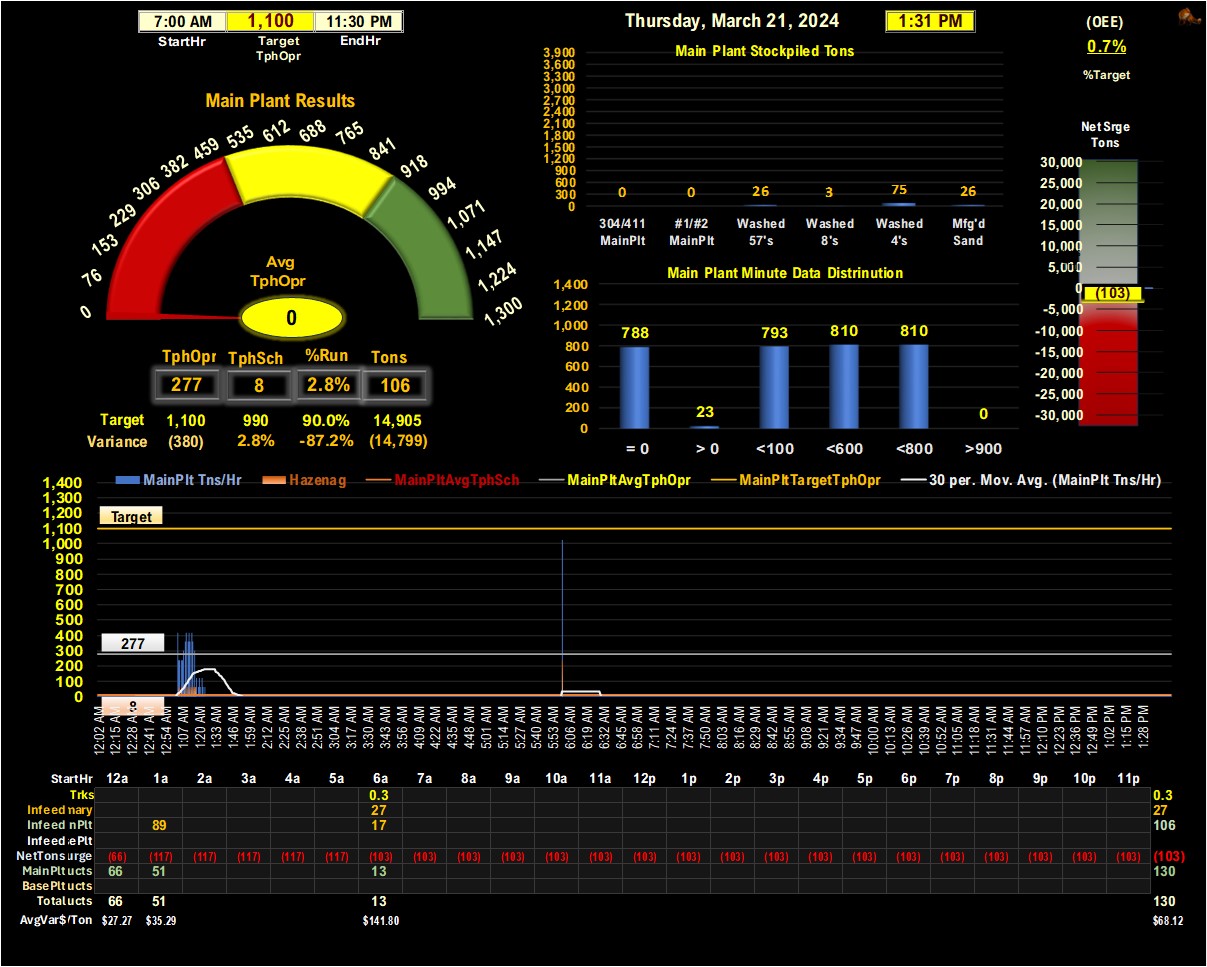 7:00 AM 1,100 11:30 PM
StartHr Target TphOpr EndHr
Thursday, March 21, 2024 1:31 PM
(OEE)
0.7%
%Target
Main Plant Stockpiled Tons
3,900
3,600
3,300
3,000
2,700
2,400
2,100
1,800
1,500
1,200
900
600
300
0
0 0 26 3 75 26
304/411 #1/#2 Washed Washed Washed Mfg'd
MainPlt MainPlt 57's 8's 4's Sand
Main Plant Results
0 76 153 229 306 382 459 535 612 688 765 841 918 994 1,071 1,147 1,224 1,300
Avg
TphOpr
0
TphOpr TphSch %Run Tons
277 8 2.8% 106
Target 1,100 990 90.0% 14,905
Variance (380) 2.8% -87.2% (14,799)
Main Plant Minute Data Distrinution
1,400
1,200
1,000
800
600
400
200
0
788 23 793 810 810 0
= 0 > 0 <100 <600 <800 >900
Net Srge
Tons
30,000
25,000
20,000
15,000
10,000
5,000
0
(103)
-5,000
-10,000
-15,000
-20,000
-25,000
-30,000
MainPlt Tns/Hr Hazenag MainPltAvgTphSch MainPltAvgTphOpr MainPltTargetTphOpr 30 per. Mov. Avg. (MainPlt Tns/Hr)
1,400
1,300
1,200
1,100
1,000
900
800
700
600
500
400
300
200
100
0
Target
277
8
12:02 AM 12:15 AM 12:28 AM 12:41 AM 12:54 AM 1:07 AM 1:20 AM 1:33 AM 1:46 AM 1:59 AM 2:12 AM 2:25 AM 2:38 AM 2:51 AM 3:04 AM 3:17 AM 3:30 AM 3:43 AM 3:56 AM 4:09 AM 4:22 AM 4:35 AM 4:48 AM 5:01 AM 5:14 AM 5:27 AM 5:40 AM 5:53 AM 6:06 AM 6:19 AM 6:32 AM 6:45 AM 6:58 AM 7:11 AM 7:24 AM 7:37 AM 7:50 AM 8:03 AM 8:16 AM 8:29 AM 8:42 AM 8:55 AM 9:08 AM 9:21 AM 9:34 AM 9:47 AM 10:00 AM 10:13 AM 10:26 AM 10:39 AM 10:52 AM 11:05 AM 11:18 AM 11:31 AM 11:44 AM 11:57 AM 12:10 PM 12:23 PM 12:36 PM 12:49 PM 1:02 PM 1:15 PM 1:28 PM
StartHr 12a 1a 2a 3a 4a 5a 6a 7a 8a 9a 10a 11a 12p 1p 2p 3p 4p 5p 6p 7p 8p 9p 10p 11p
Trks 0.3 0.3
Infeed nary 27 27
Infeed nPlt 89 17 106
Infeed ePlt
NetTons urge (66) (117) (117) (117) (117) (117) (103) (103) (103) (103) (103) (103) (103) (103) (103) (103) (103) (103) (103) (103) (103) (103) (103) (103) (103)
MainPlt ucts 66 51 13 130
BasePlt ucts
Total ucts 66 51 13 130
AvgVar$/Ton $27.27 $35.29 $141.80 $68.12